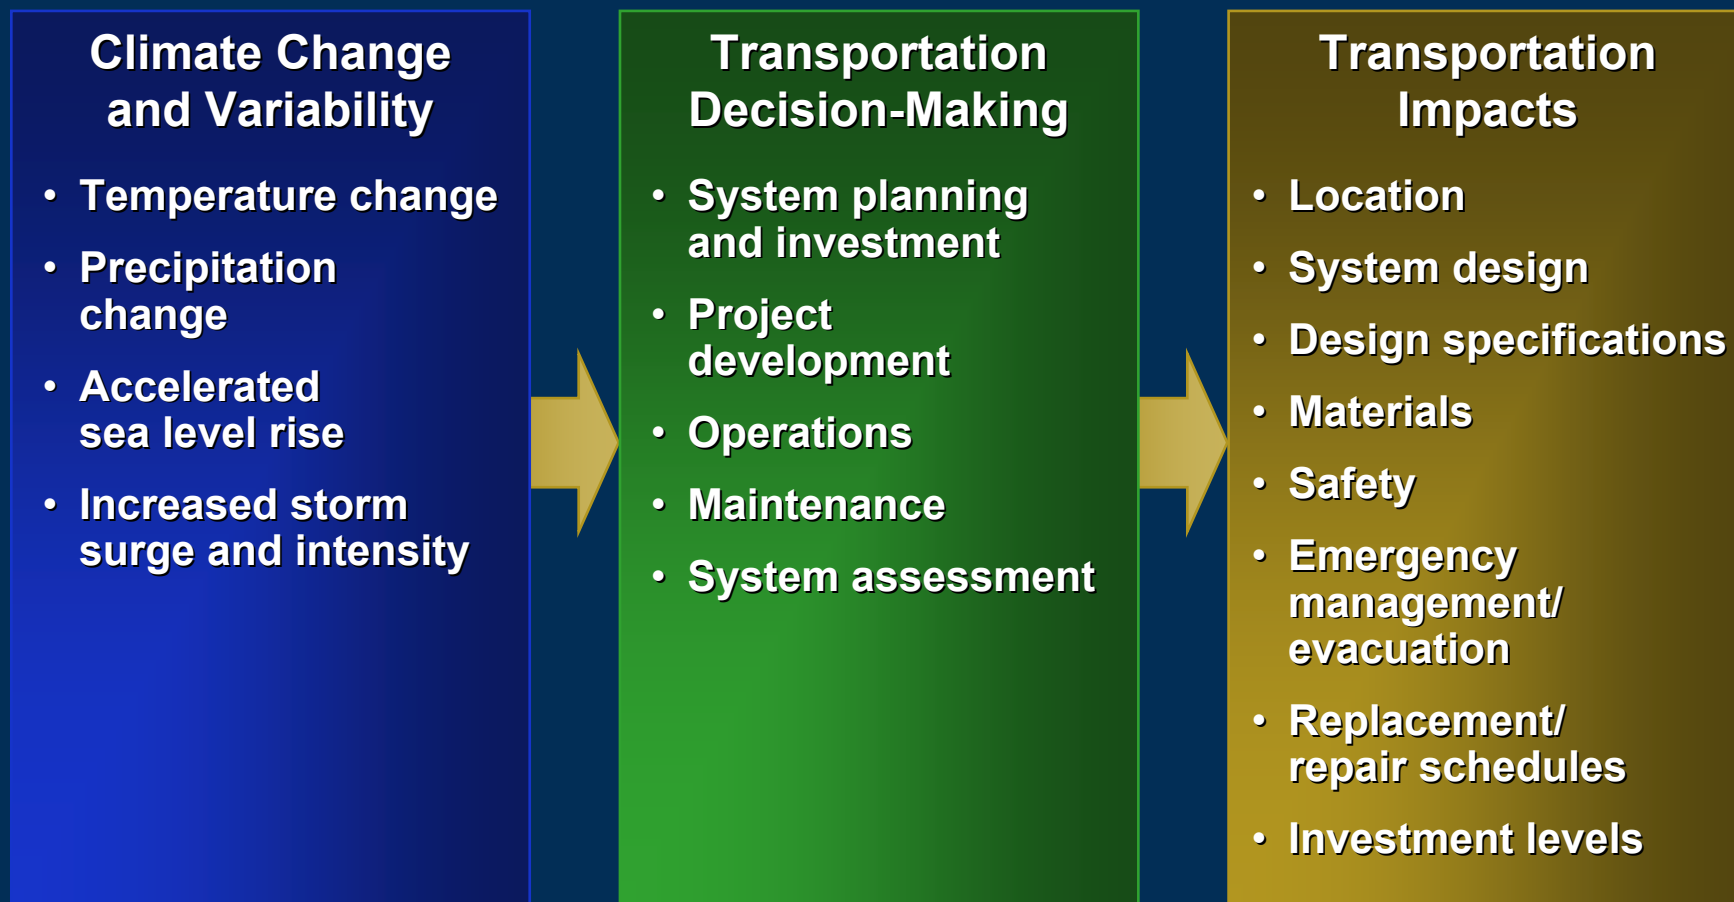 Climate Change
and Variability
• Temperature change
• Precipitation
change
• Accelerated
sea level rise
• Increased storm
surge and intensity
Transportation
Decision-Making
• System planning
and investment
• Project
development
• Operations
• Maintenance
• System assessment
Transportation
Impacts
• Location
• System design
• Design specifications
• Materials
• Safety
• Emergency
management/
evacuation
• Replacement/
repair schedules
• Investment levels